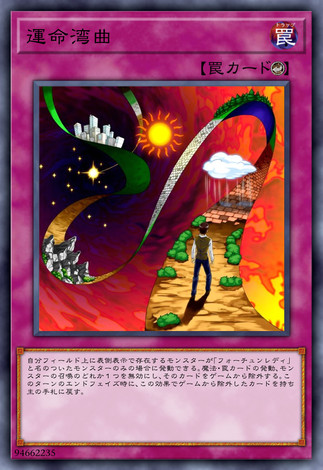 運命湾曲
トラップ
罠
【罠カード】
自分フィールド上に表側表示で存在するモンスターが「フォーチュンレディ」
と名のついたモンスターのみの場合に発動できる。魔法・罠カードの発動、モ
ンスターの召喚のどれか１つを無効にし、そのカードをゲームから除外する。こ
のターンのエンドフェイズ時に、この効果でゲームから除外したカードを持ち
主の手札に戻す。
94662235